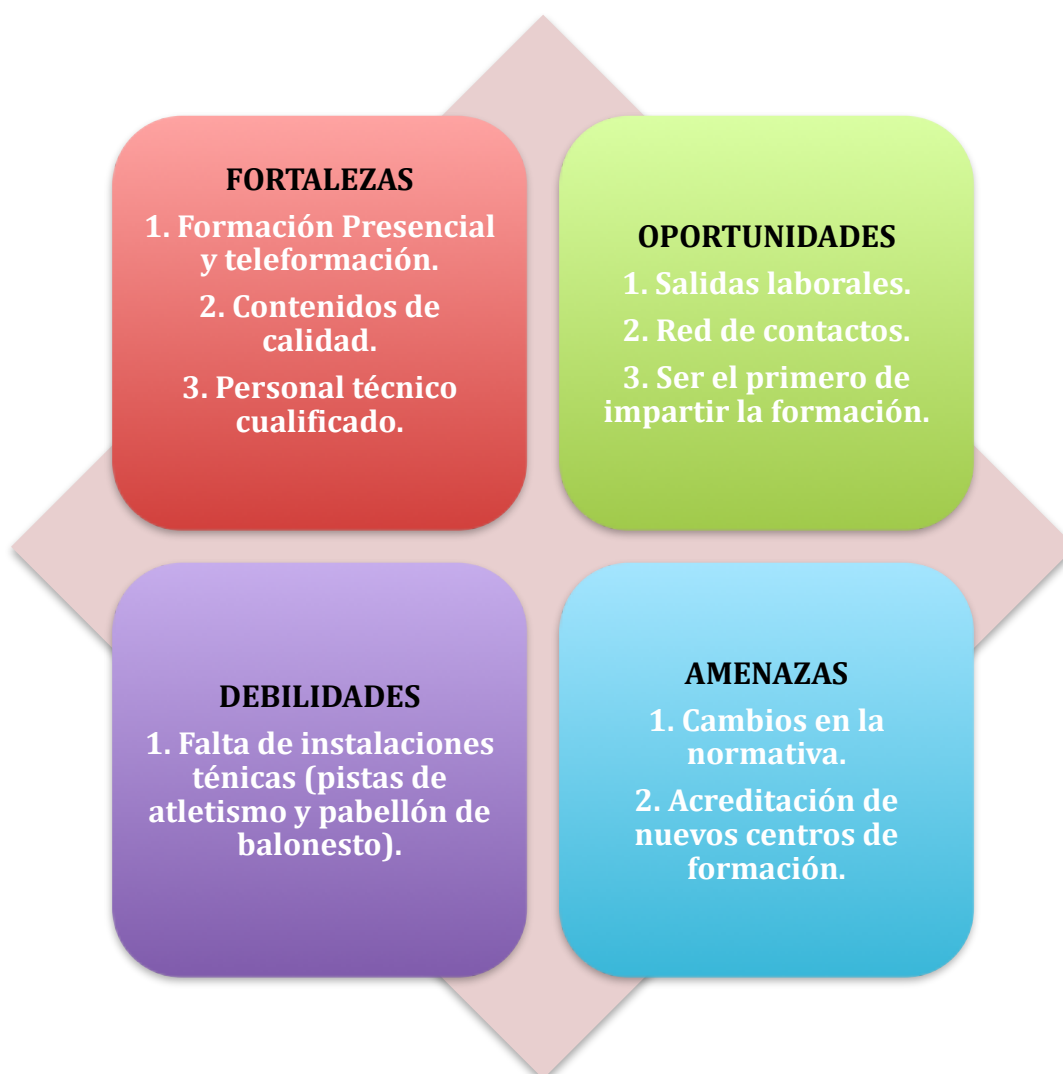 FORTALEZAS
1. Formación Presencial
y teleformación.
2. Contenidos de
calidad.
3. Personal técnico
cualificado.
OPORTUNIDADES
1. Salidas laborales.
2. Red de contactos.
3. Ser el primero de
impartir la formación.
DEBILIDADES
1. Falta de instalaciones
ténicas (pistas de
atletismo y pabellón de
balonesto).
AMENAZAS
1. Cambios en la
normativa.
2. Acreditación de
nuevos centros de
formación.